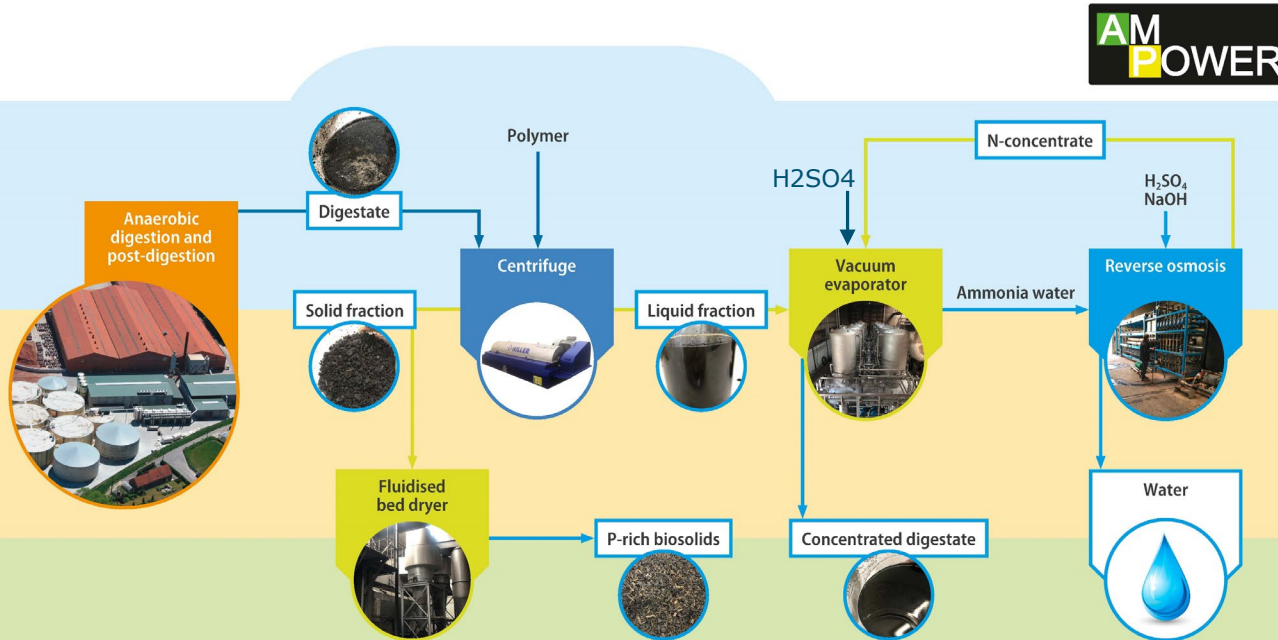 AM
POWER
Polymer
N-concentrate
H2SO4
H₂SO₄
NaOH
Digestate
Anaerobic
digestion and
post-digestion
Centrifuge
Vacuum
evaporator
Reverse osmosis
Ammonia water
Solid fraction
Liquid fraction
HILLER
Fluidised
bed dryer
Water
P-rich biosolids
Concentrated digestate